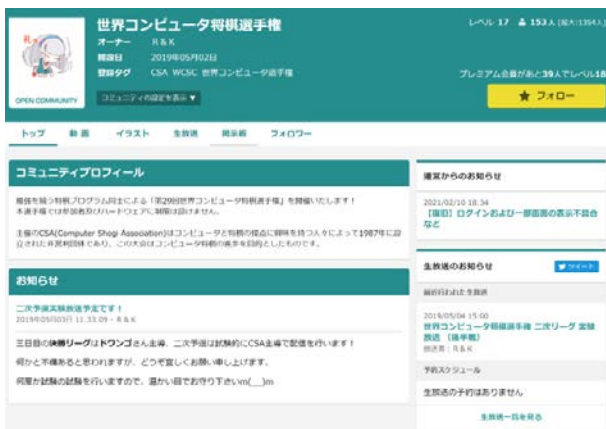 世界コンピュータ将棋選手権
オーナー R&K
開設日 2019年05月02日
登録タグ CSA WCSC 世界コンピュータ将棋選手権
レベル 17 153人 (最大:1354人)
プレミアム会員があと39人でレベル18
OPEN COMMUNITY
コミュニティの設定を表示 ▼
★ フォロー
トップ 動画 イラスト 生放送 掲示板 フォロワー
コミュニティプロフィール
最強を競う将棋プログラム同士による「第29回世界コンピュータ将棋選手権」を開催いたします!
本選手権では参加者及びハードウェアに制限は設けません。
主催のCSA(Computer Shogi Association)はコンピュータと将棋の接点に興味を持つ人々によって1987年に設
立された非営利団体であり、この大会はコンピュータ将棋の進歩を目的としたものです。
お知らせ
二次予選実験放送予定です!
2019年05月03日 11:33:09 - R&K
三日目の決勝リーグはドワンゴさん主導、二次予選は試験的にCSA主導で配信を行います!
何かと不備あると思われますが、どうぞ宜しくお願い申し上げます。
何度か試験の試験を行いますので、温かい目でお守り下さいm(__)m
運営からのお知らせ
2021/02/10 18:34
【復旧】ログインおよび一部画面の表示不具合
など
生放送のお知らせ
ツイート
最近行われた生放送
2019/05/04 15:00
世界コンピュータ将棋選手権 二次リーグ 実験
放送 (後半戦)
放送者: R&K
予約スケジュール
生放送の予約はありません
生放送一覧を見る